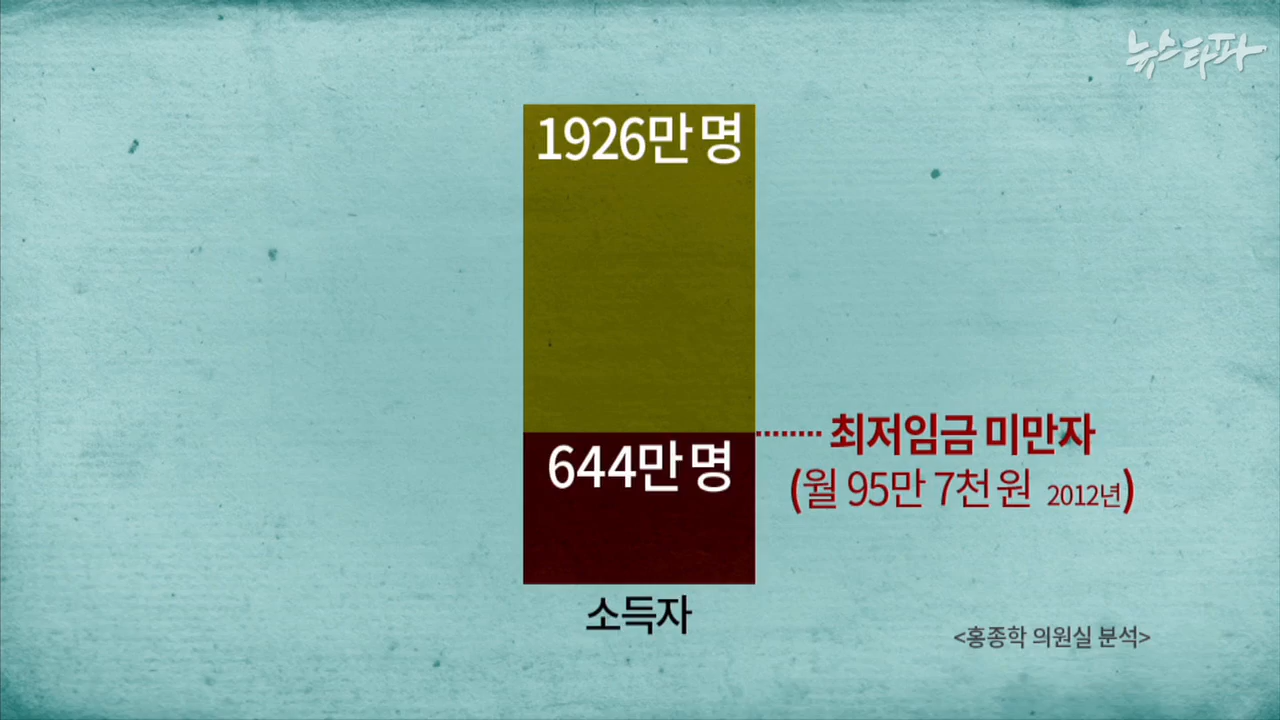 뉴스타파
1926만 명
644만 명
최저임금 미만자
(월 95만 7천 원 2012년)
소득자
<홍종학 의원실 분석>